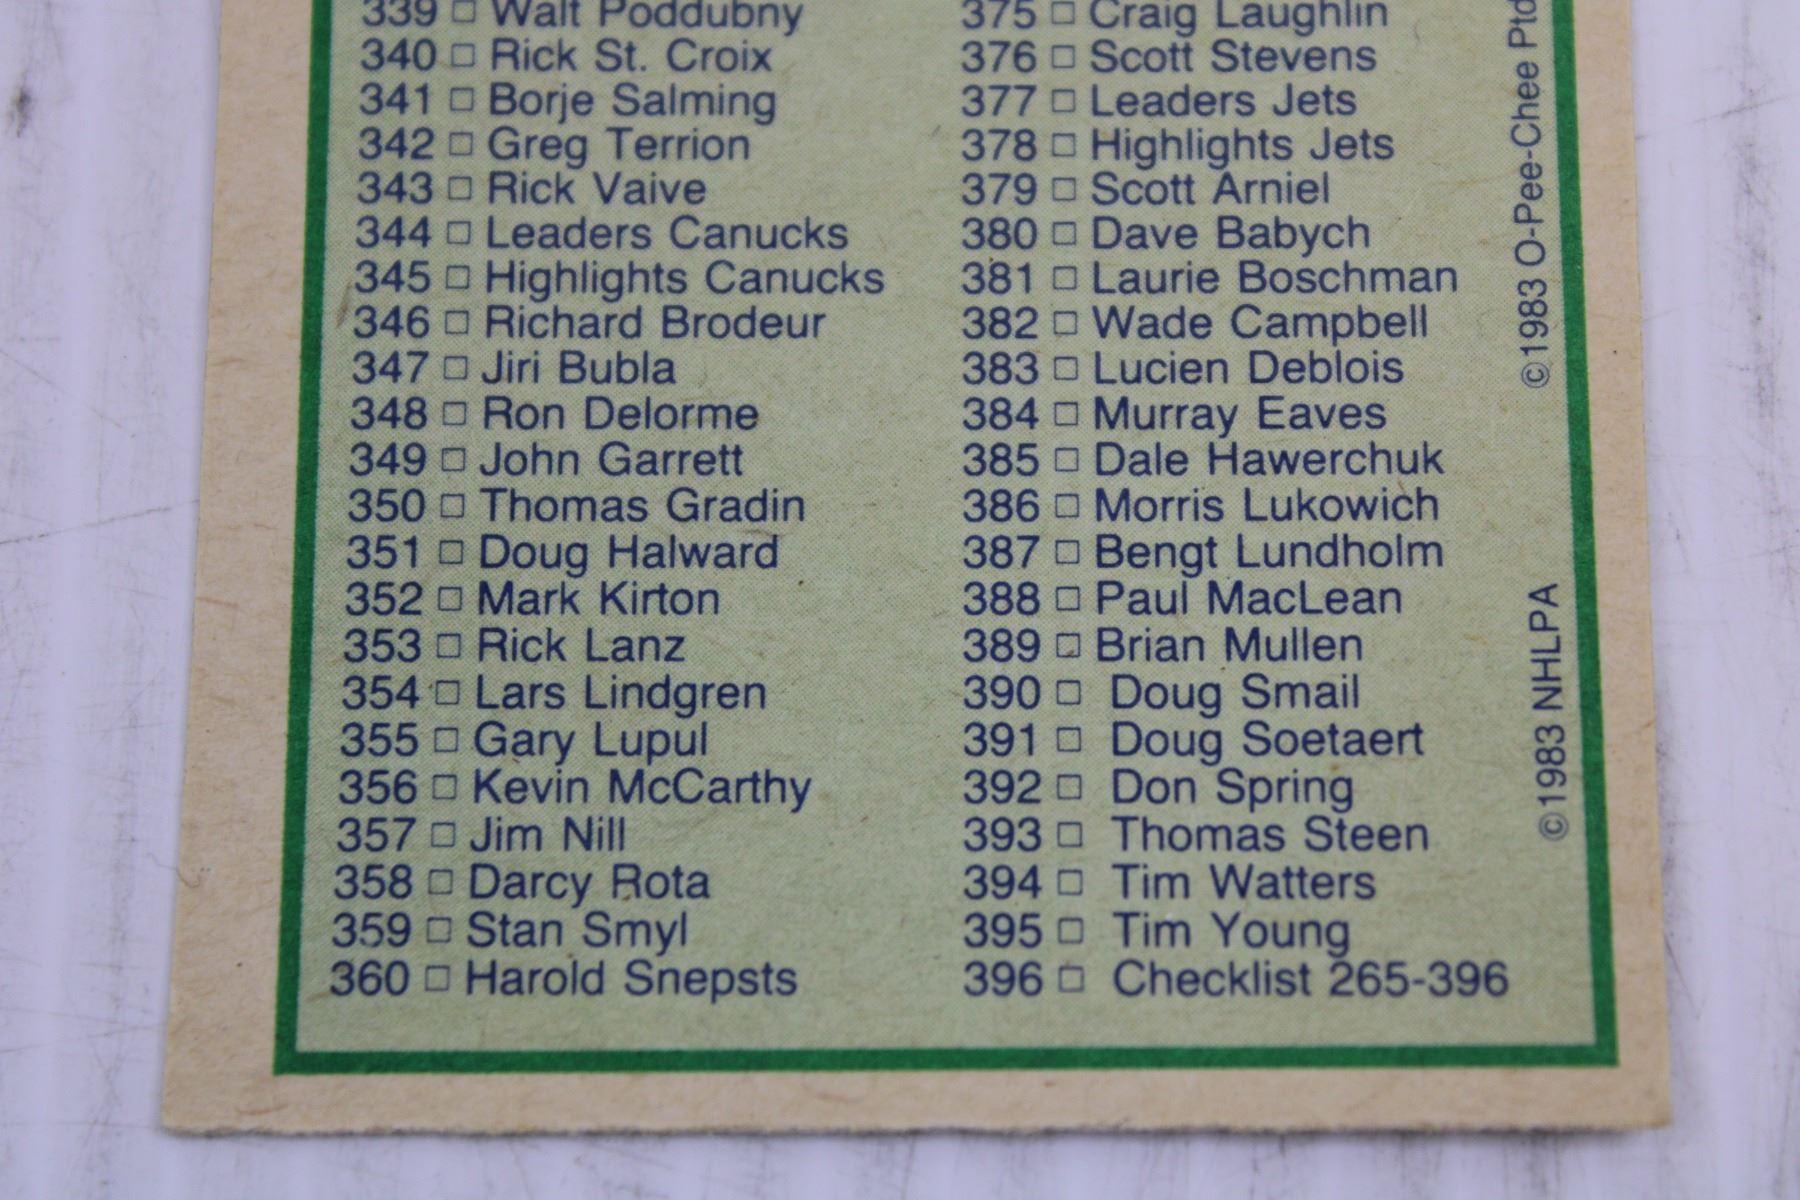 339 □ Walt Poddubny
340 □ Rick St. Croix
341 □ Borje Salming
342 □ Greg Terrion
343 □ Rick Vaive
344 □ Leaders Canucks
345 □ Highlights Canucks
346 □ Richard Brodeur
347 □ Jiri Bubla
348 □ Ron Delorme
349 □ John Garrett
350 □ Thomas Gradin
351 □ Doug Halward
352 □ Mark Kirton
353 □ Rick Lanz
354 □ Lars Lindgren
355 □ Gary Lupul
356 □ Kevin McCarthy
357 □ Jim Nill
358 □ Darcy Rota
359 □ Stan Smyl
360 □ Harold Snepsts
375 □ Craig Laughlin
376 □ Scott Stevens
377 □ Leaders Jets
378 □ Highlights Jets
379 □ Scott Arniel
380 □ Dave Babych
381 □ Laurie Boschman
382 □ Wade Campbell
383 □ Lucien Deblois
384 □ Murray Eaves
385 □ Dale Hawerchuk
386 □ Morris Lukowich
387 □ Bengt Lundholm
388 □ Paul MacLean
389 □ Brian Mullen
390 □ Doug Smail
391 □ Doug Soetaert
392 □ Don Spring
393 □ Thomas Steen
394 □ Tim Watters
395 □ Tim Young
396 □ Checklist 265-396
©1983 NHLPA
©1983 O-Pee-Chee Ptd